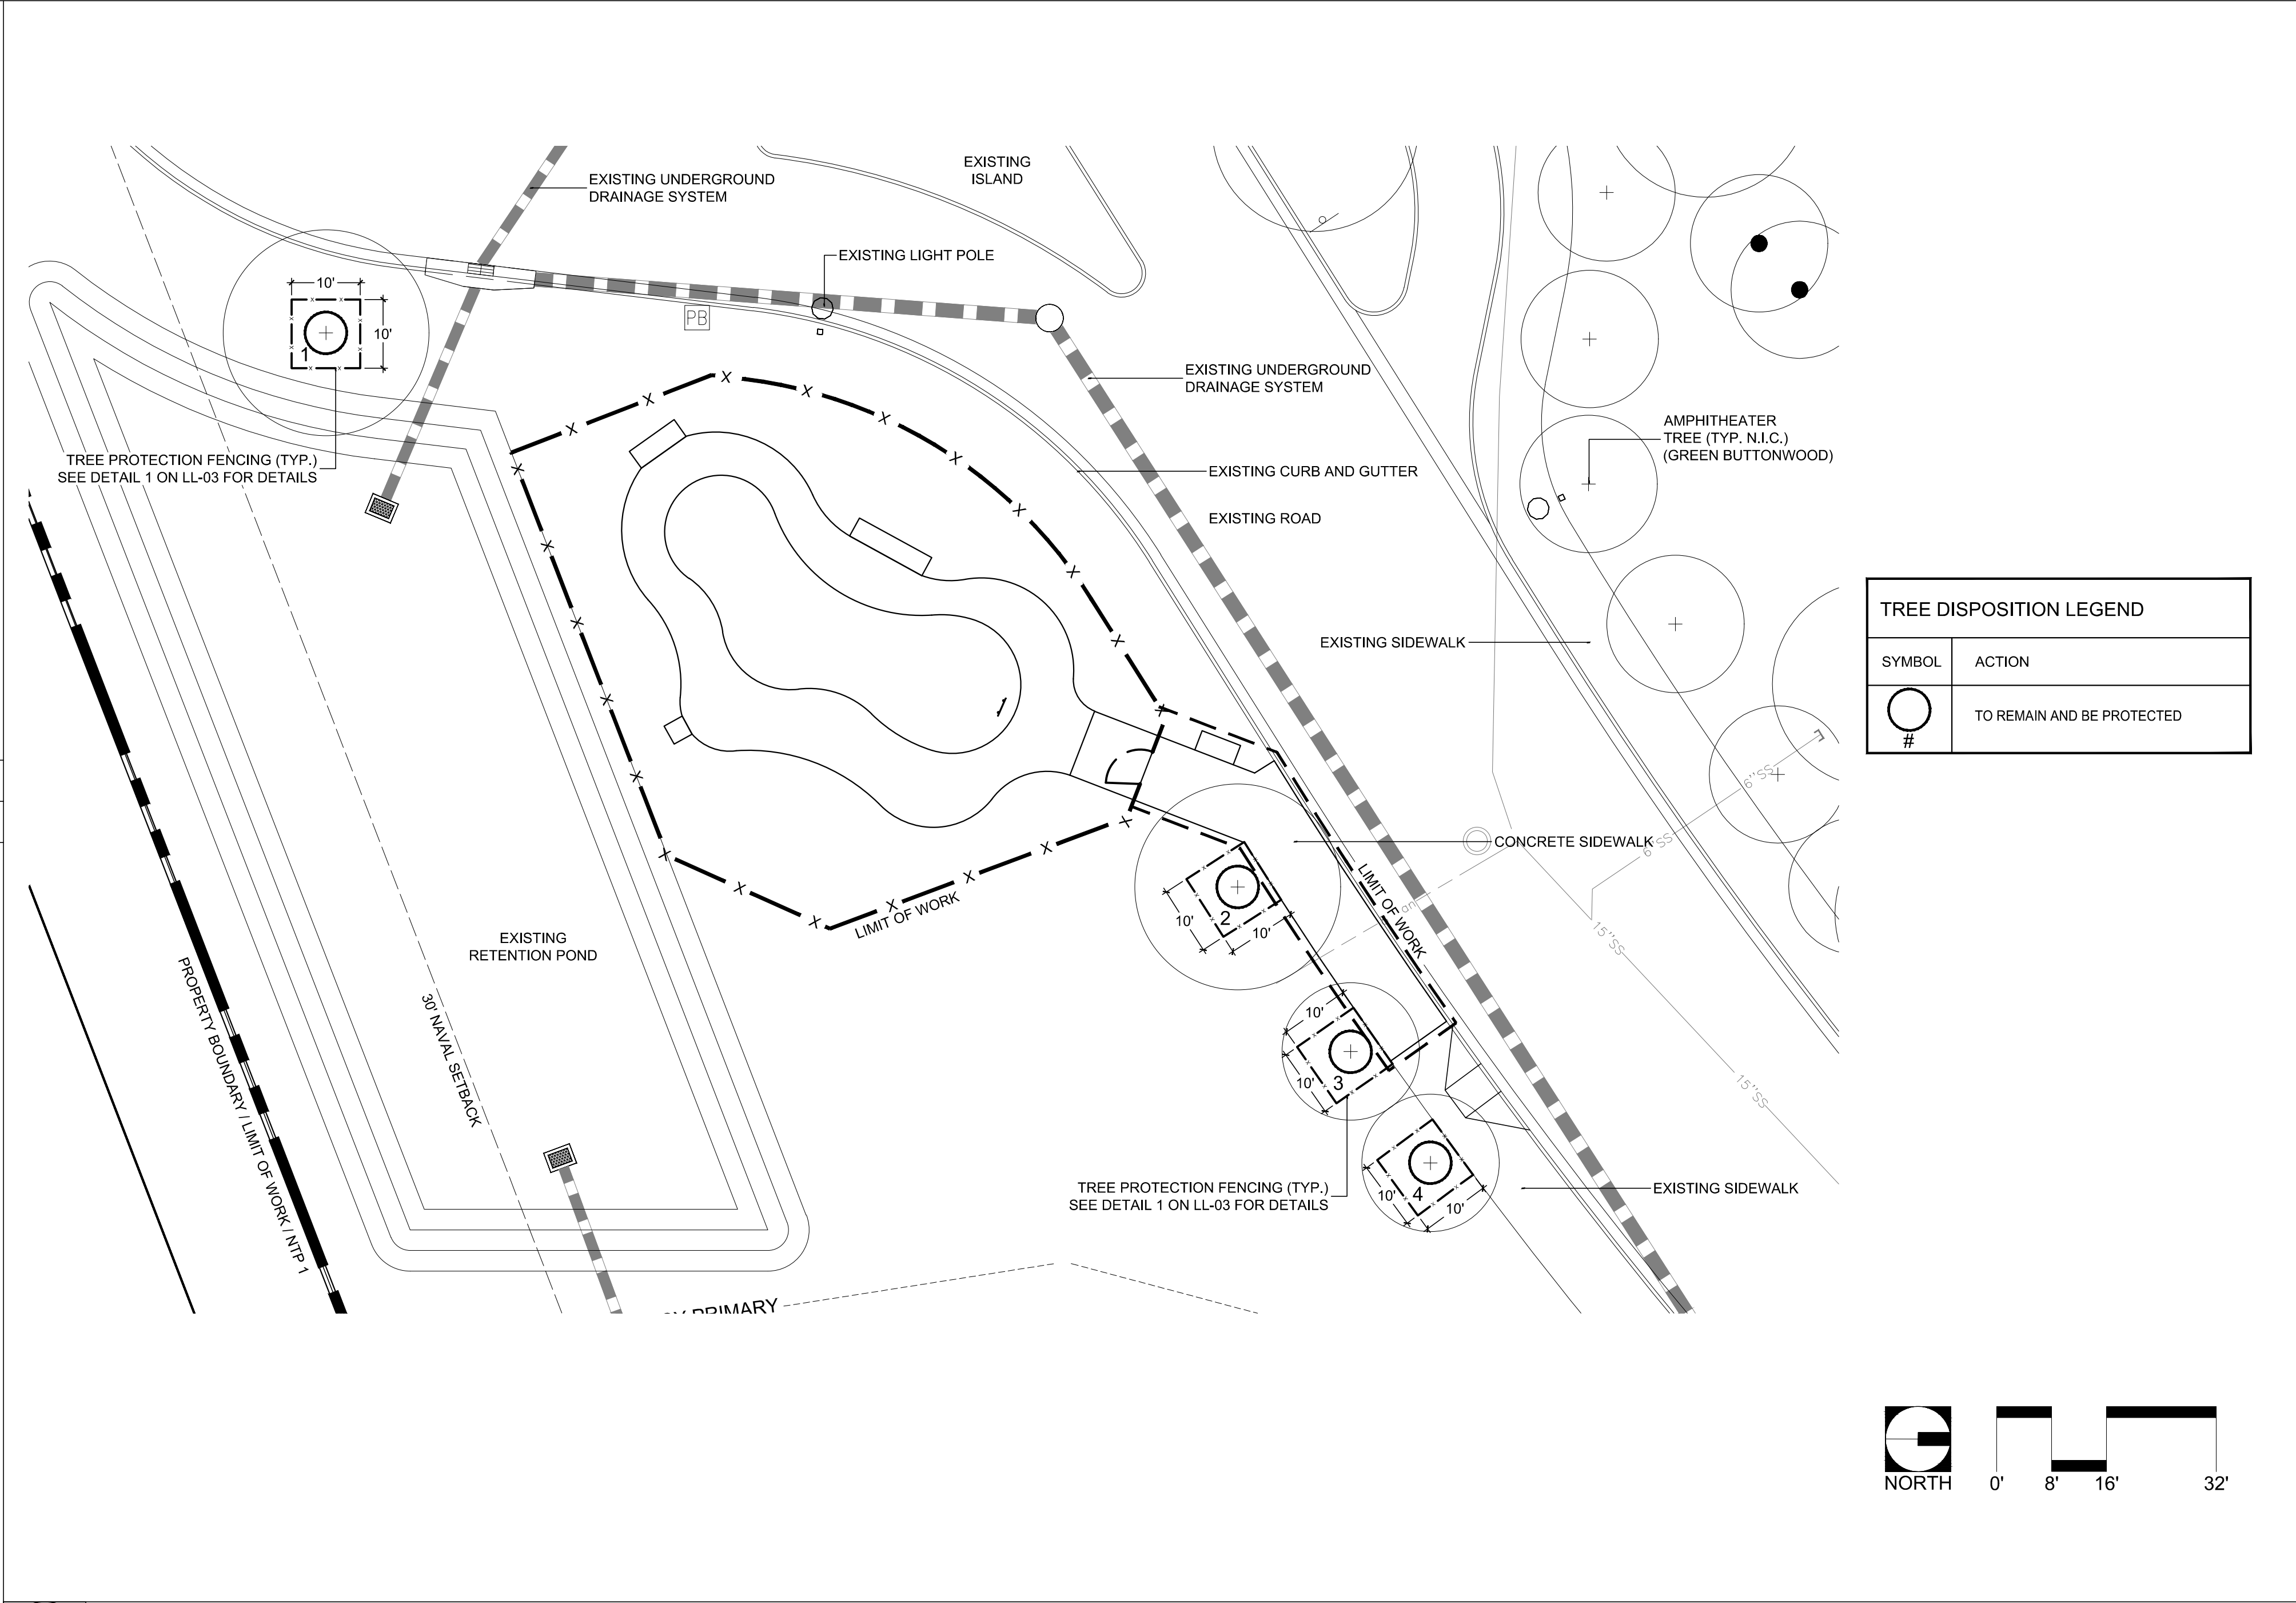 EXISTING
ISLAND
EXISTING UNDERGROUND
DRAINAGE SYSTEM
EXISTING LIGHT POLE
10'
10'
1
PB
EXISTING UNDERGROUND
DRAINAGE SYSTEM
AMPHITHEATER
TREE (TYP. N.I.C.)
(GREEN BUTTONWOOD)
TREE PROTECTION FENCING (TYP.)
SEE DETAIL 1 ON LL-03 FOR DETAILS
EXISTING CURB AND GUTTER
EXISTING ROAD
EXISTING SIDEWALK
TREE DISPOSITION LEGEND
SYMBOL
ACTION
TO REMAIN AND BE PROTECTED
#
6"SS
6"SS
CONCRETE SIDEWALK
LIMIT OF WORK
LIMIT OF WORK
2
10'
10'
15"SS
EXISTING
RETENTION POND
PROPERTY BOUNDARY / LIMIT OF WORK / NTP 1
30' NAVAL SETBACK
10'
10'
3
15"SS
TREE PROTECTION FENCING (TYP.)
SEE DETAIL 1 ON LL-03 FOR DETAILS
10'
4
10'
EXISTING SIDEWALK
PRIMARY
NORTH
0'
8'
16'
32'